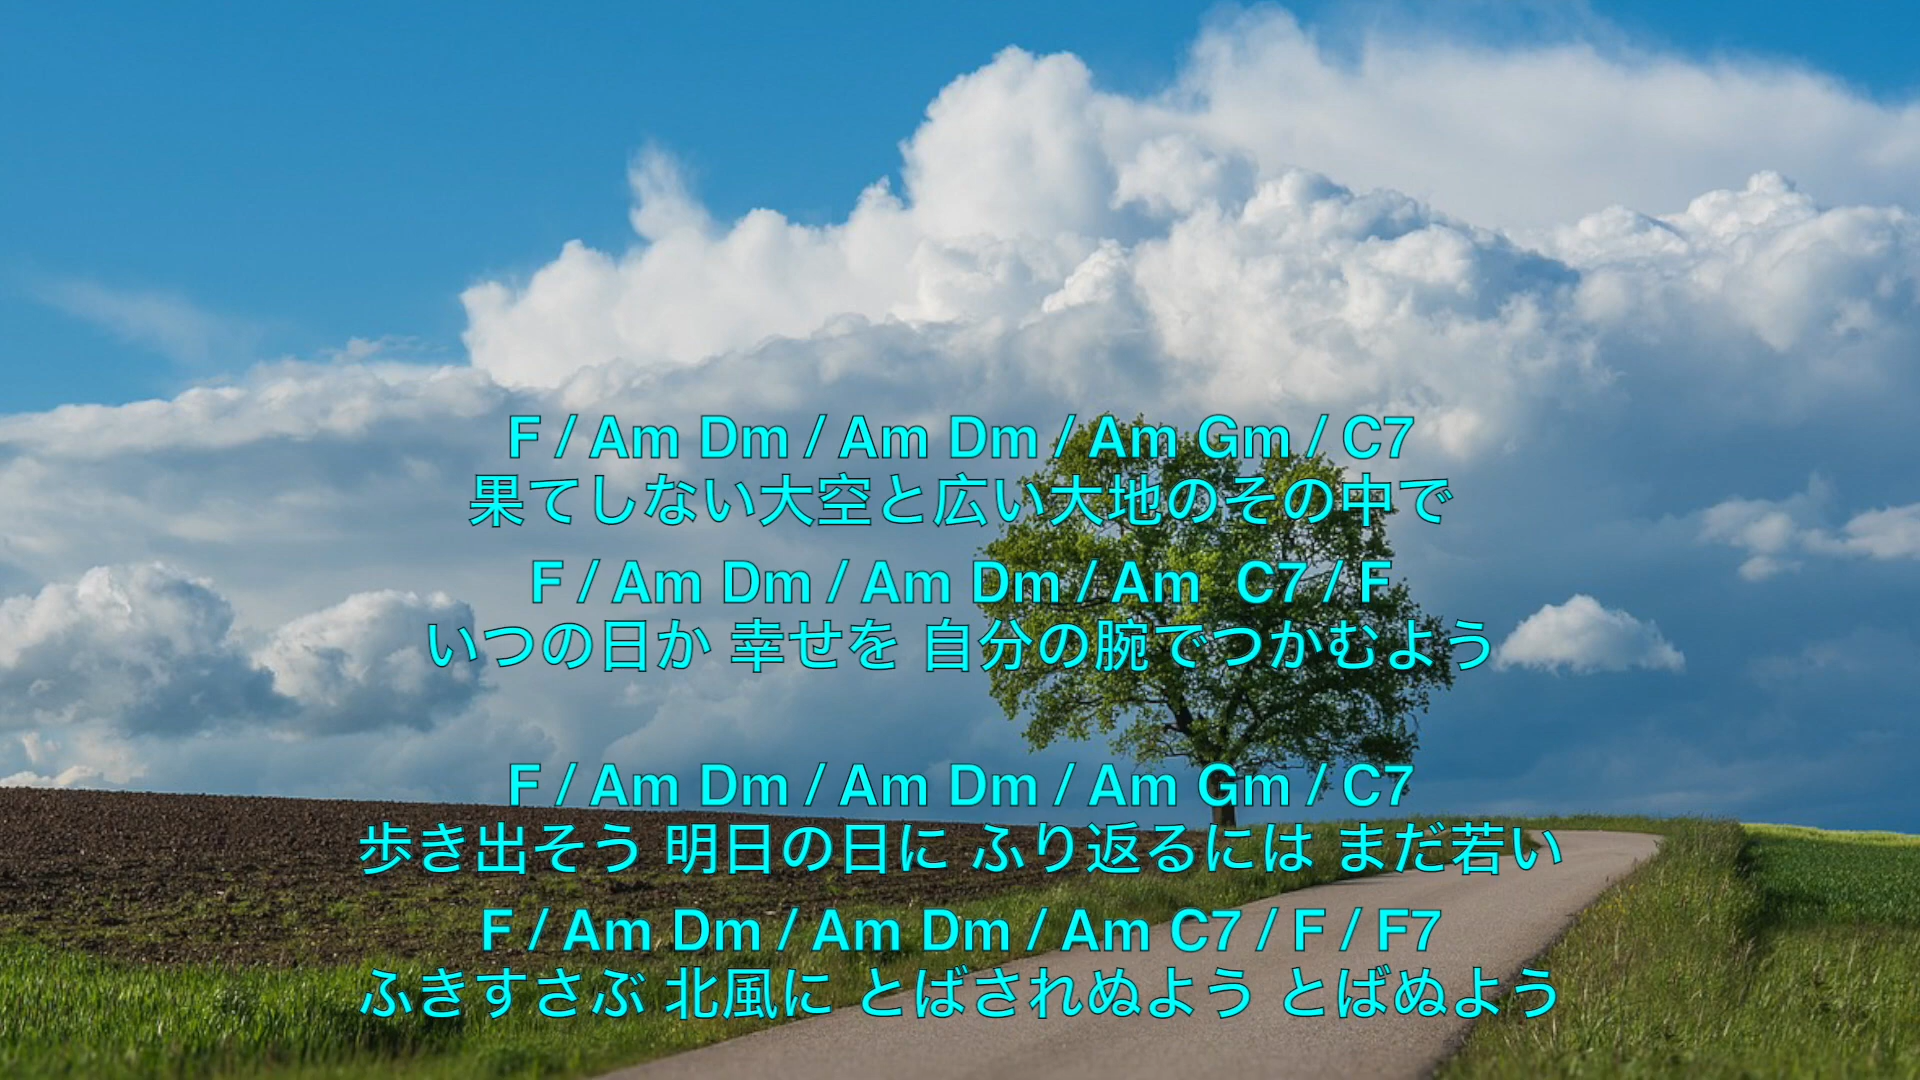 F / Am Dm / Am Dm / Am Gm / C7
果てしない大空と広い大地のその中で
F / Am Dm / Am Dm / Am  C7 / F
いつの日か 幸せを 自分の腕でつかむよう
F / Am Dm / Am Dm / Am Gm / C7
歩き出そう 明日の日に ふり返るには まだ若い
F / Am Dm / Am Dm / Am C7 / F / F7
ふきすさぶ 北風に とばされぬよう とばぬよう